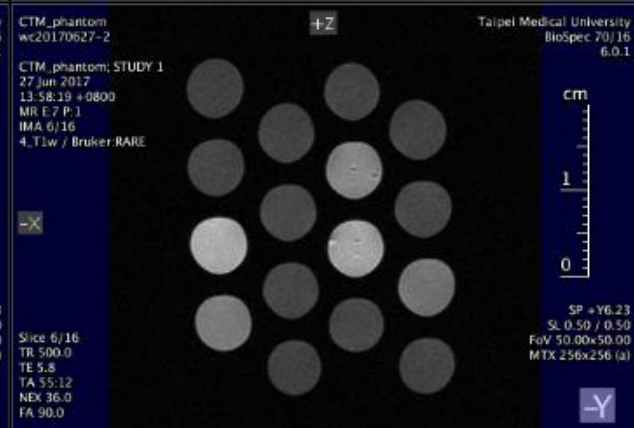 CTM_phantom
wc20170627-2
CTM_phantom; STUDY 1
27 Jun 2017
13:58:19 +0800
MR E:7 P:1
IMA 6/16
4_T1w / Bruker:RARE
+Z
Taipei Medical University
BioSpec 70/16
6.0.1
cm
1
0
-X
Slice 6/16
TR 500.0
TE 5.8
TA 55:12
NEX 36.0
FA 90.0
SP +Y6.23
SL 0.50 / 0.50
FoV 50.00x50.00
MTX 256x256 (a)
-Y